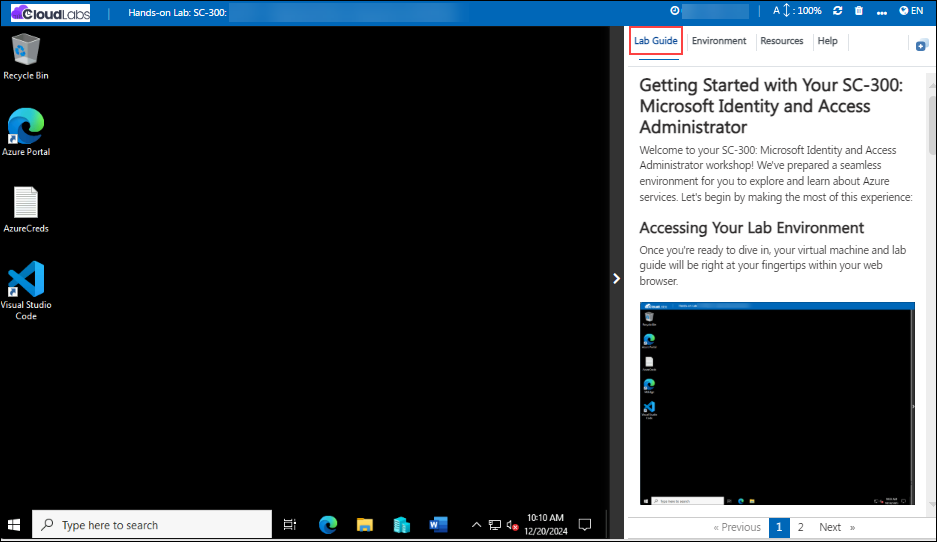 CloudLabs
Hands-on Lab: SC-300:
A : 100%
EN
Recycle Bin
Azure Portal
AzureCreds
Visual Studio
Code
Lab Guide
Environment
Resources
Help
Getting Started with Your SC-300:
Microsoft Identity and Access
Administrator
Welcome to your SC-300: Microsoft Identity and Access
Administrator workshop! We've prepared a seamless
environment for you to explore and learn about Azure
services. Let's begin by making the most of this experience:
Accessing Your Lab Environment
Once you're ready to dive in, your virtual machine and lab
guide will be right at your fingertips within your web
browser.
Type here to search
10:10 AM
12/20/2024
« Previous
1
2
Next »